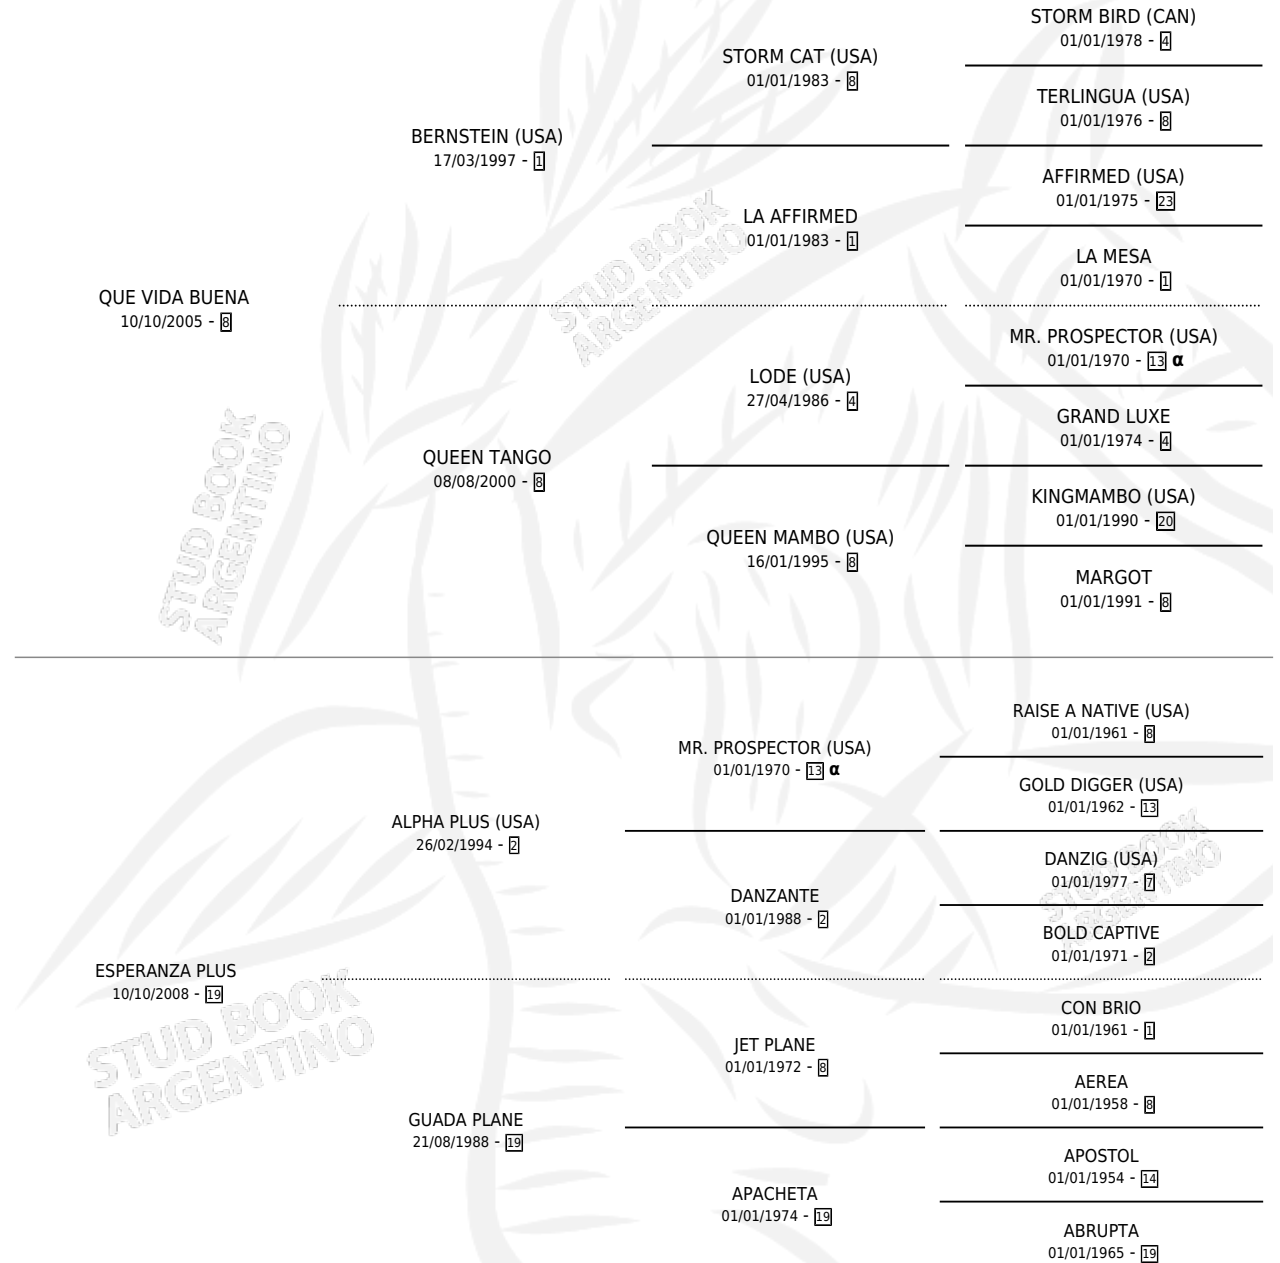 STORM BIRD (CAN)
01/01/1978 - 4
STORM CAT (USA)
01/01/1983 - 8
TERLINGUA (USA)
01/01/1976 - 8
BERNSTEIN (USA)
17/03/1997 - 1
AFFIRMED (USA)
01/01/1975 - 23
LA AFFIRMED
01/01/1983 - 1
LA MESA
01/01/1970 - 1
QUE VIDA BUENA
10/10/2005 - 8
MR. PROSPECTOR (USA)
01/01/1970 - 13 α
LODE (USA)
27/04/1986 - 4
GRAND LUXE
01/01/1974 - 4
QUEEN TANGO
08/08/2000 - 8
KINGMAMBO (USA)
01/01/1990 - 20
QUEEN MAMBO (USA)
16/01/1995 - 8
MARGOT
01/01/1991 - 8
RAISE A NATIVE (USA)
01/01/1961 - 8
MR. PROSPECTOR (USA)
01/01/1970 - 13 α
GOLD DIGGER (USA)
01/01/1962 - 13
ALPHA PLUS (USA)
26/02/1994 - 2
DANZIG (USA)
01/01/1977 - 7
DANZANTE
01/01/1988 - 2
BOLD CAPTIVE
01/01/1971 - 2
ESPERANZA PLUS
10/10/2008 - 19
CON BRIO
01/01/1961 - 1
JET PLANE
01/01/1972 - 8
AEREA
01/01/1958 - 8
GUADA PLANE
21/08/1988 - 19
APOSTOL
01/01/1954 - 14
APACHETA
01/01/1974 - 19
ABRUPTA
01/01/1965 - 19
STUD BOOK
ARGENTINO
STUD BOOK
ARGENTINO
STUD BOOK
ARGENTINO
STUD BOOK
ARGENTINO